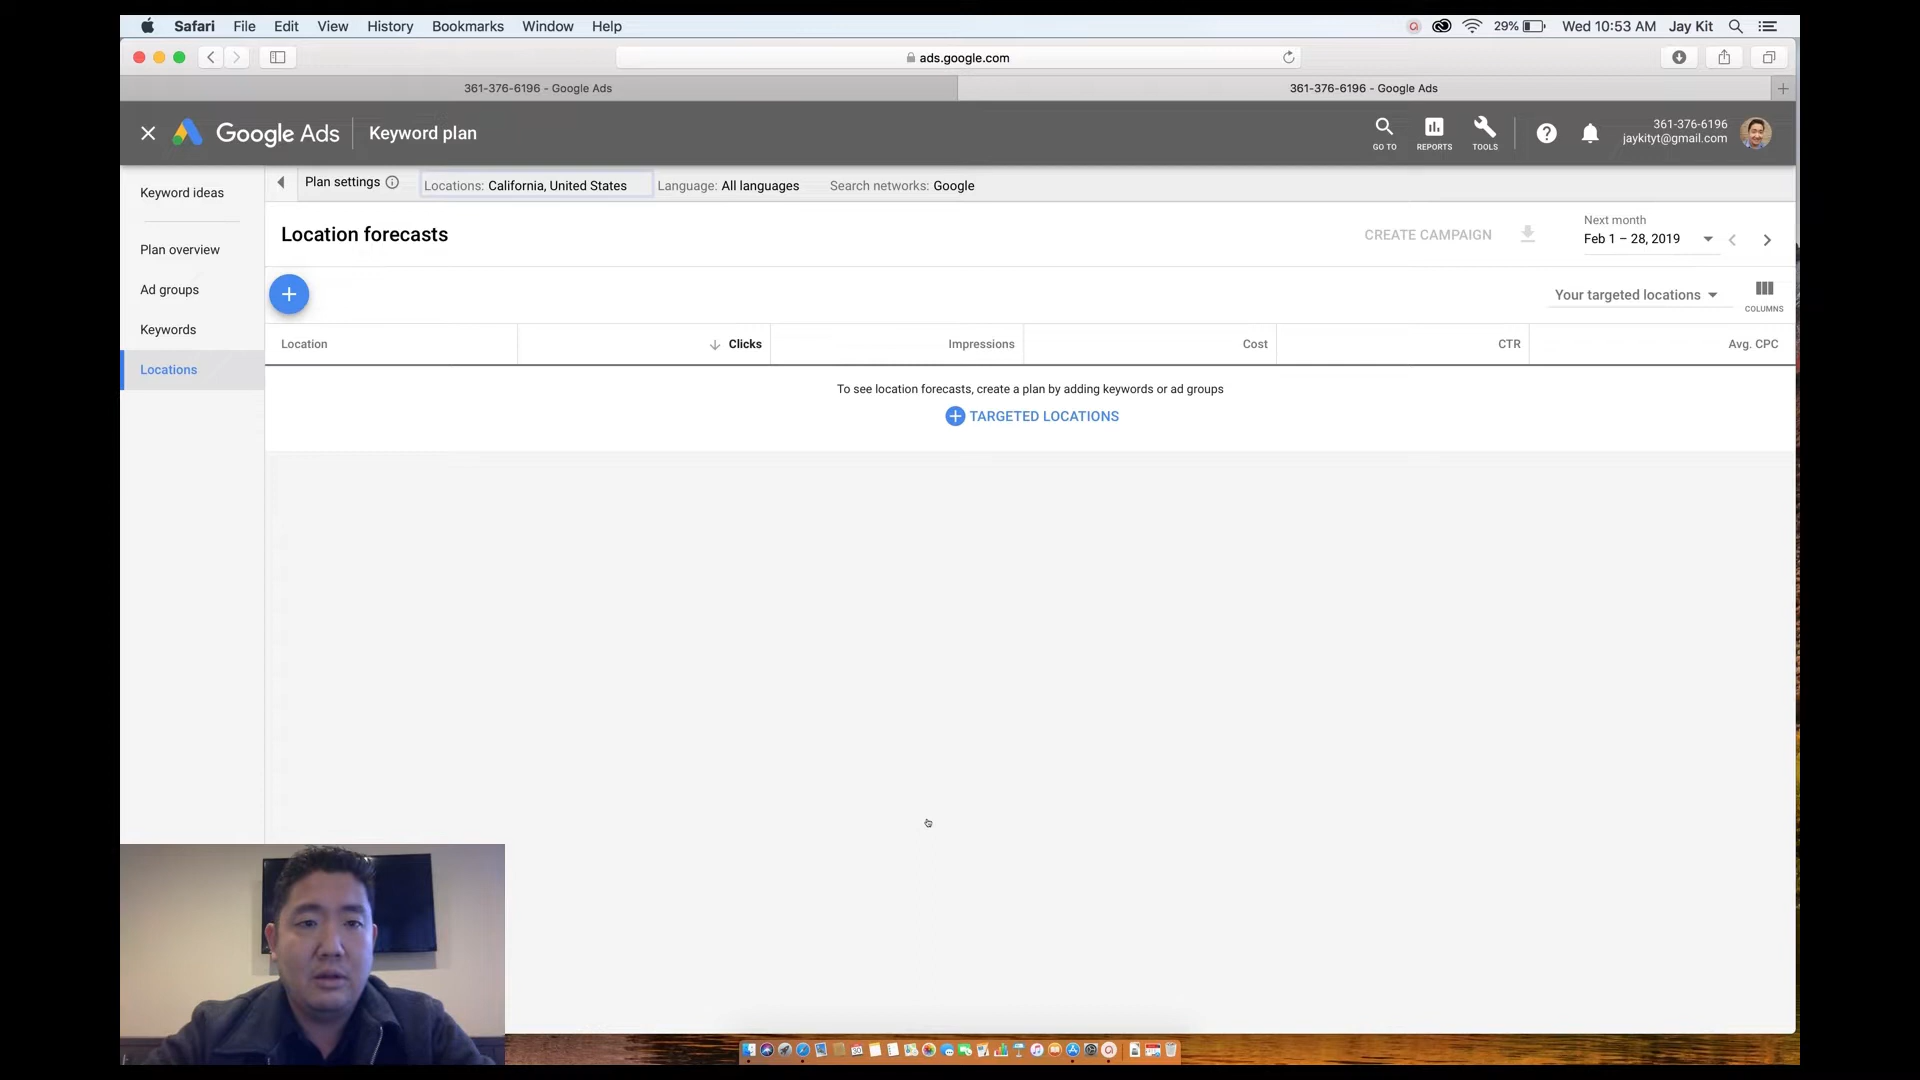 Safari File Edit View History Bookmarks Window Help 29% Wed 10:53 AM Jay Kit
ads.google.com
361-376-6196 - Google Ads 361-376-6196 - Google Ads
Google Ads Keyword plan GO TO REPORTS TOOLS 361-376-6196
jaykityt@gmail.com
Plan settings Locations: California, United States Language: All languages Search networks: Google
Keyword ideas
Plan overview
Ad groups
Keywords
Locations
Location forecasts CREATE CAMPAIGN Next month
Feb 1 – 28, 2019
Your targeted locations COLUMNS
Location Clicks Impressions Cost CTR Avg. CPC
To see location forecasts, create a plan by adding keywords or ad groups
TARGETED LOCATIONS